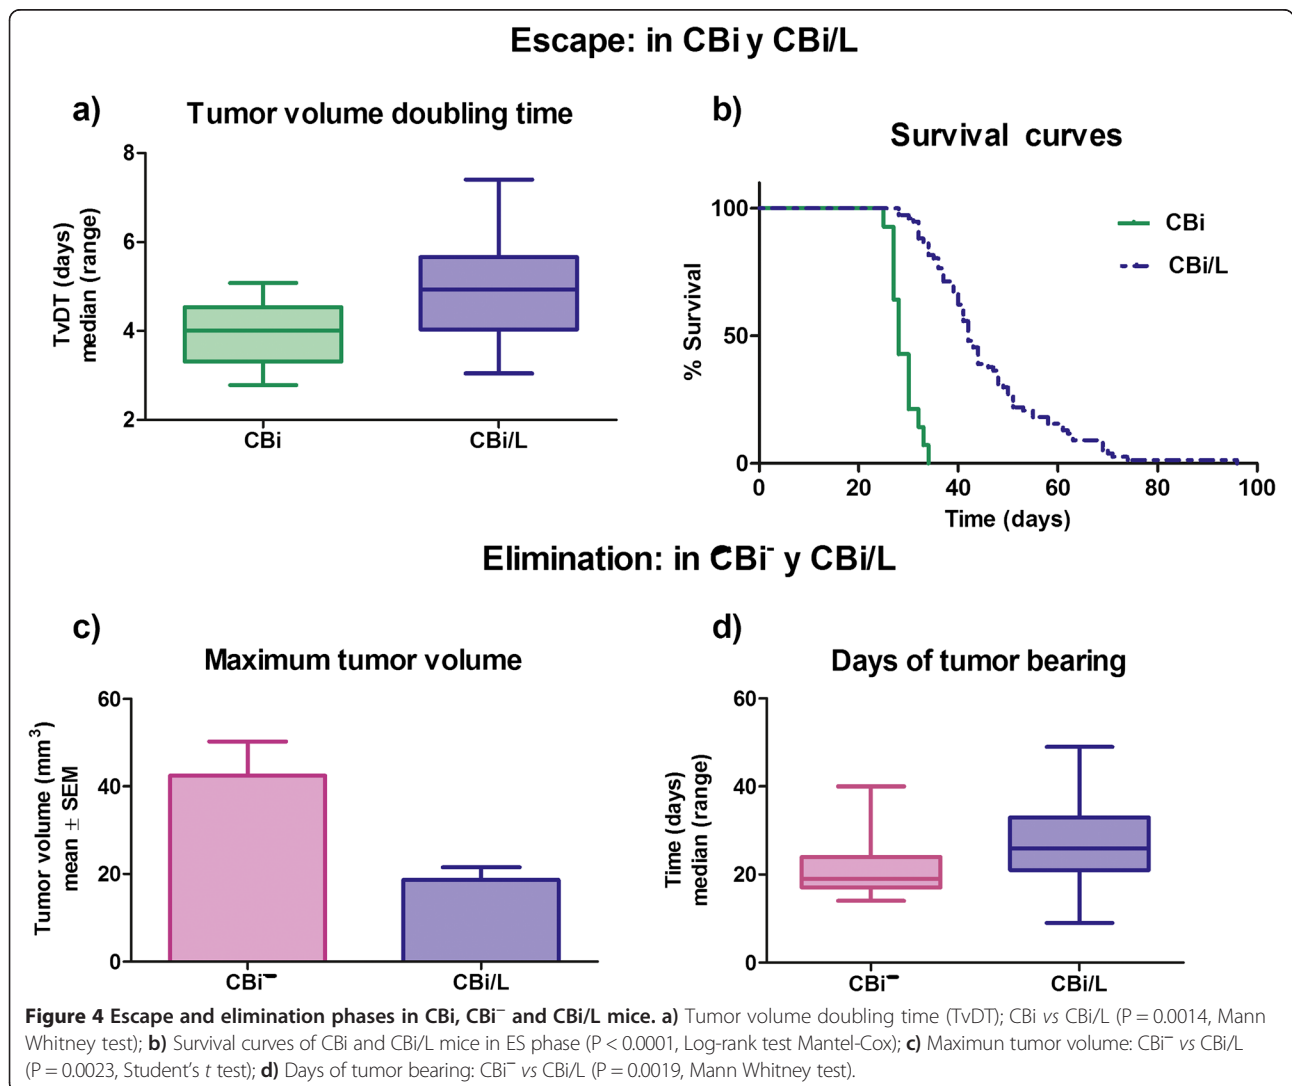 Escape: in CBi y CBi/L
a)
Tumor volume doubling time
TvDT (days)
median (range)
8
6
4
2
CBi
CBi/L
b)
Survival curves
% Survival
100
50
0
0
20
40
60
80
100
Time (days)
CBi
CBi/L
Elimination: in CBi⁻ y CBi/L
c)
Maximum tumor volume
Tumor volume (mm³)
mean ± SEM
60
40
20
0
CBi⁻
CBi/L
d)
Days of tumor bearing
Time (days)
median (range)
60
40
20
0
CBi⁻
CBi/L
Figure 4 Escape and elimination phases in CBi, CBi⁻ and CBi/L mice. a) Tumor volume doubling time (TvDT); CBi vs CBi/L (P = 0.0014, Mann
Whitney test); b) Survival curves of CBi and CBi/L mice in ES phase (P < 0.0001, Log-rank test Mantel-Cox); c) Maximun tumor volume: CBi⁻ vs CBi/L
(P = 0.0023, Student's t test); d) Days of tumor bearing: CBi⁻ vs CBi/L (P = 0.0019, Mann Whitney test).